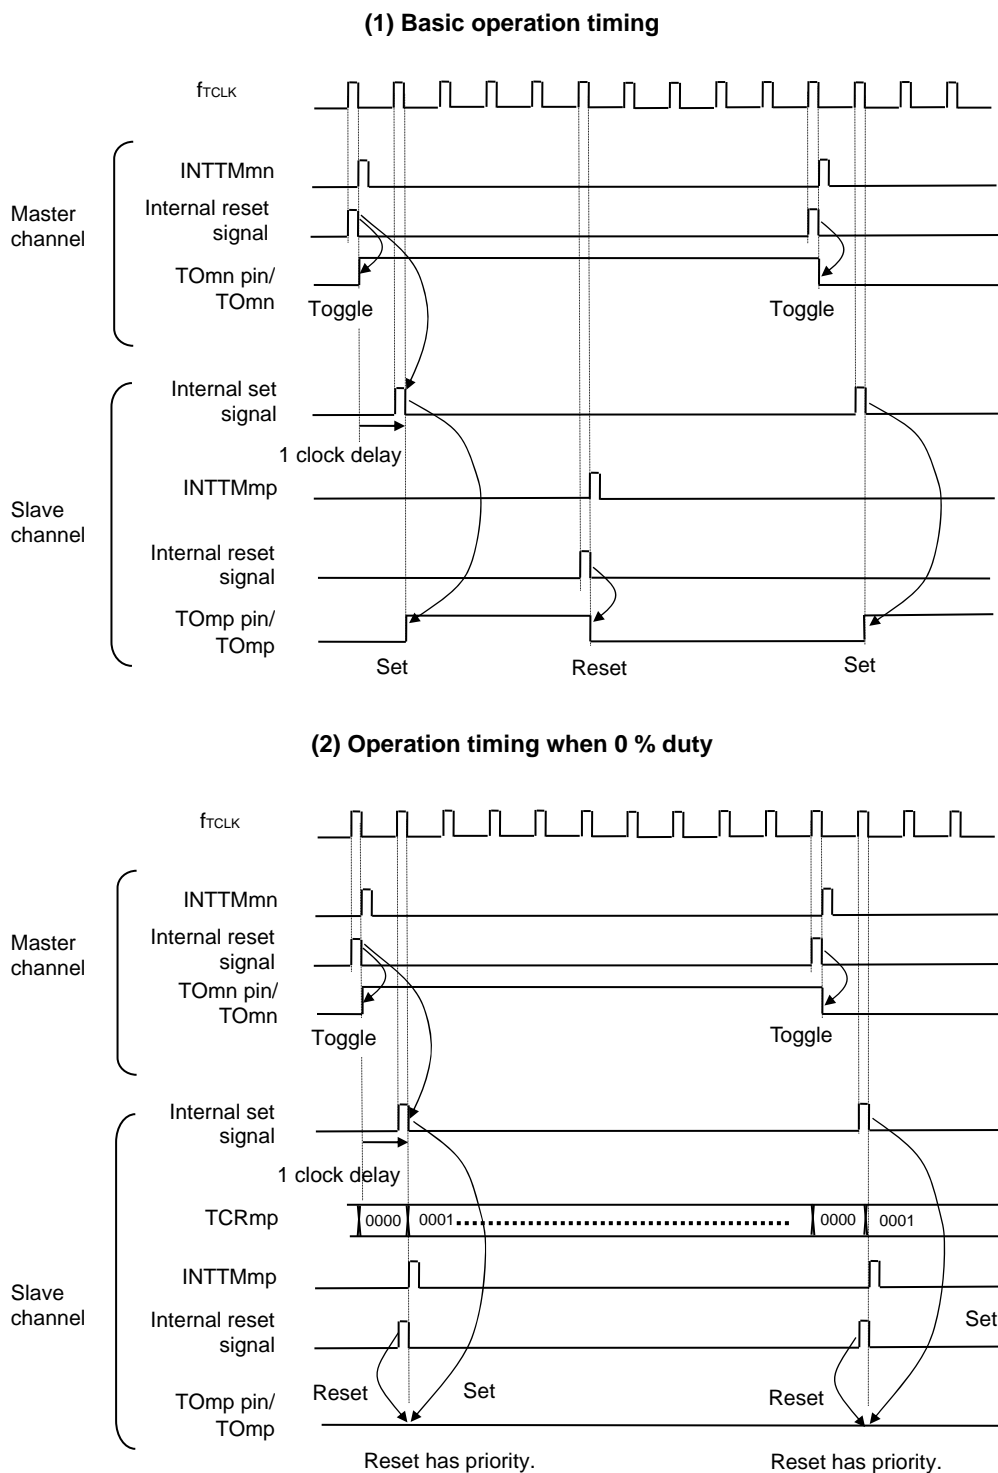 (1) Basic operation timing
fTCLK
INTTMmn
Internal reset
signal
Master
channel
TOmn pin/
TOmn
Toggle
Toggle
Internal set
signal
1 clock delay
INTTMmp
Slave
channel
Internal reset
signal
TOmp pin/
TOmp
Set
Reset
Set
(2) Operation timing when 0 % duty
fTCLK
INTTMmn
Internal reset
signal
Master
channel
TOmn pin/
TOmn
Toggle
Toggle
Internal set
signal
1 clock delay
TCRmp
0000
0001
0000
0001
INTTMmp
Slave
channel
Internal reset
signal
Set
Reset
Set
Reset
TOmp pin/
TOmp
Reset has priority.
Reset has priority.